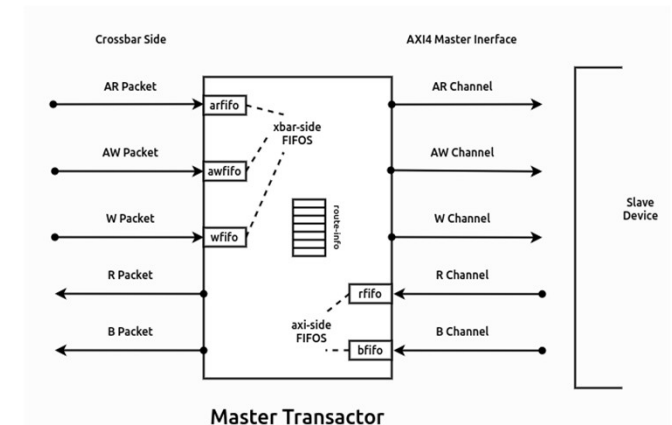 Crossbar Side
AXI4 Master Inerface
AR Packet
AR Channel
arfifo
xbar-side
FIFOS
AW Packet
AW Channel
awfifo
W Packet
W Channel
wfifo
route-info
Slave
Device
R Packet
R Channel
rfifo
axi-side
FIFOS
B Packet
B Channel
bfifo
Master Transactor